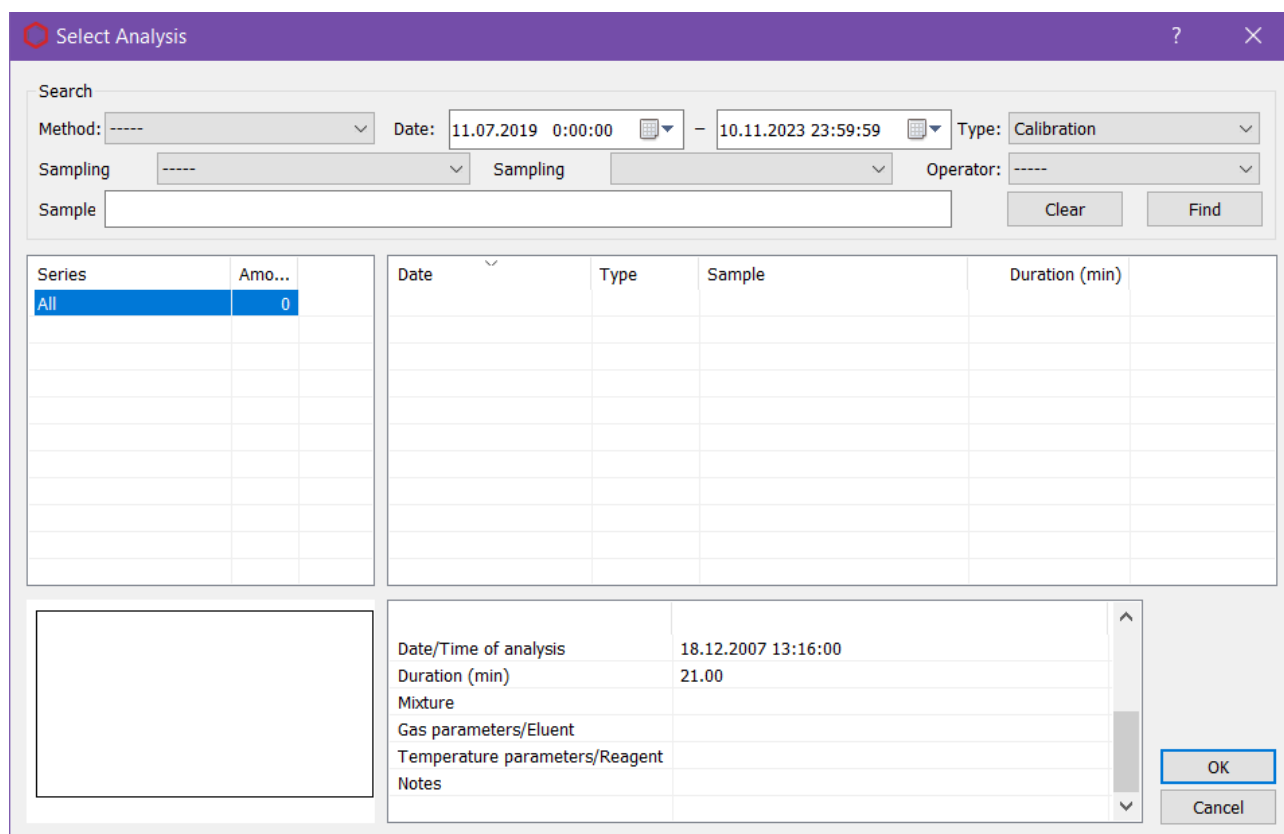 Select Analysis ?
Search
Method: ----- Date: 11.07.2019 0:00:00 – 10.11.2023 23:59:59 Type: Calibration
Sampling ----- Sampling Operator: -----
Sample Clear Find
Series Amo... Date Type Sample Duration (min)
All 0
Date/Time of analysis 18.12.2007 13:16:00
Duration (min) 21.00
Mixture
Gas parameters/Eluent
Temperature parameters/Reagent
Notes
OK
Cancel